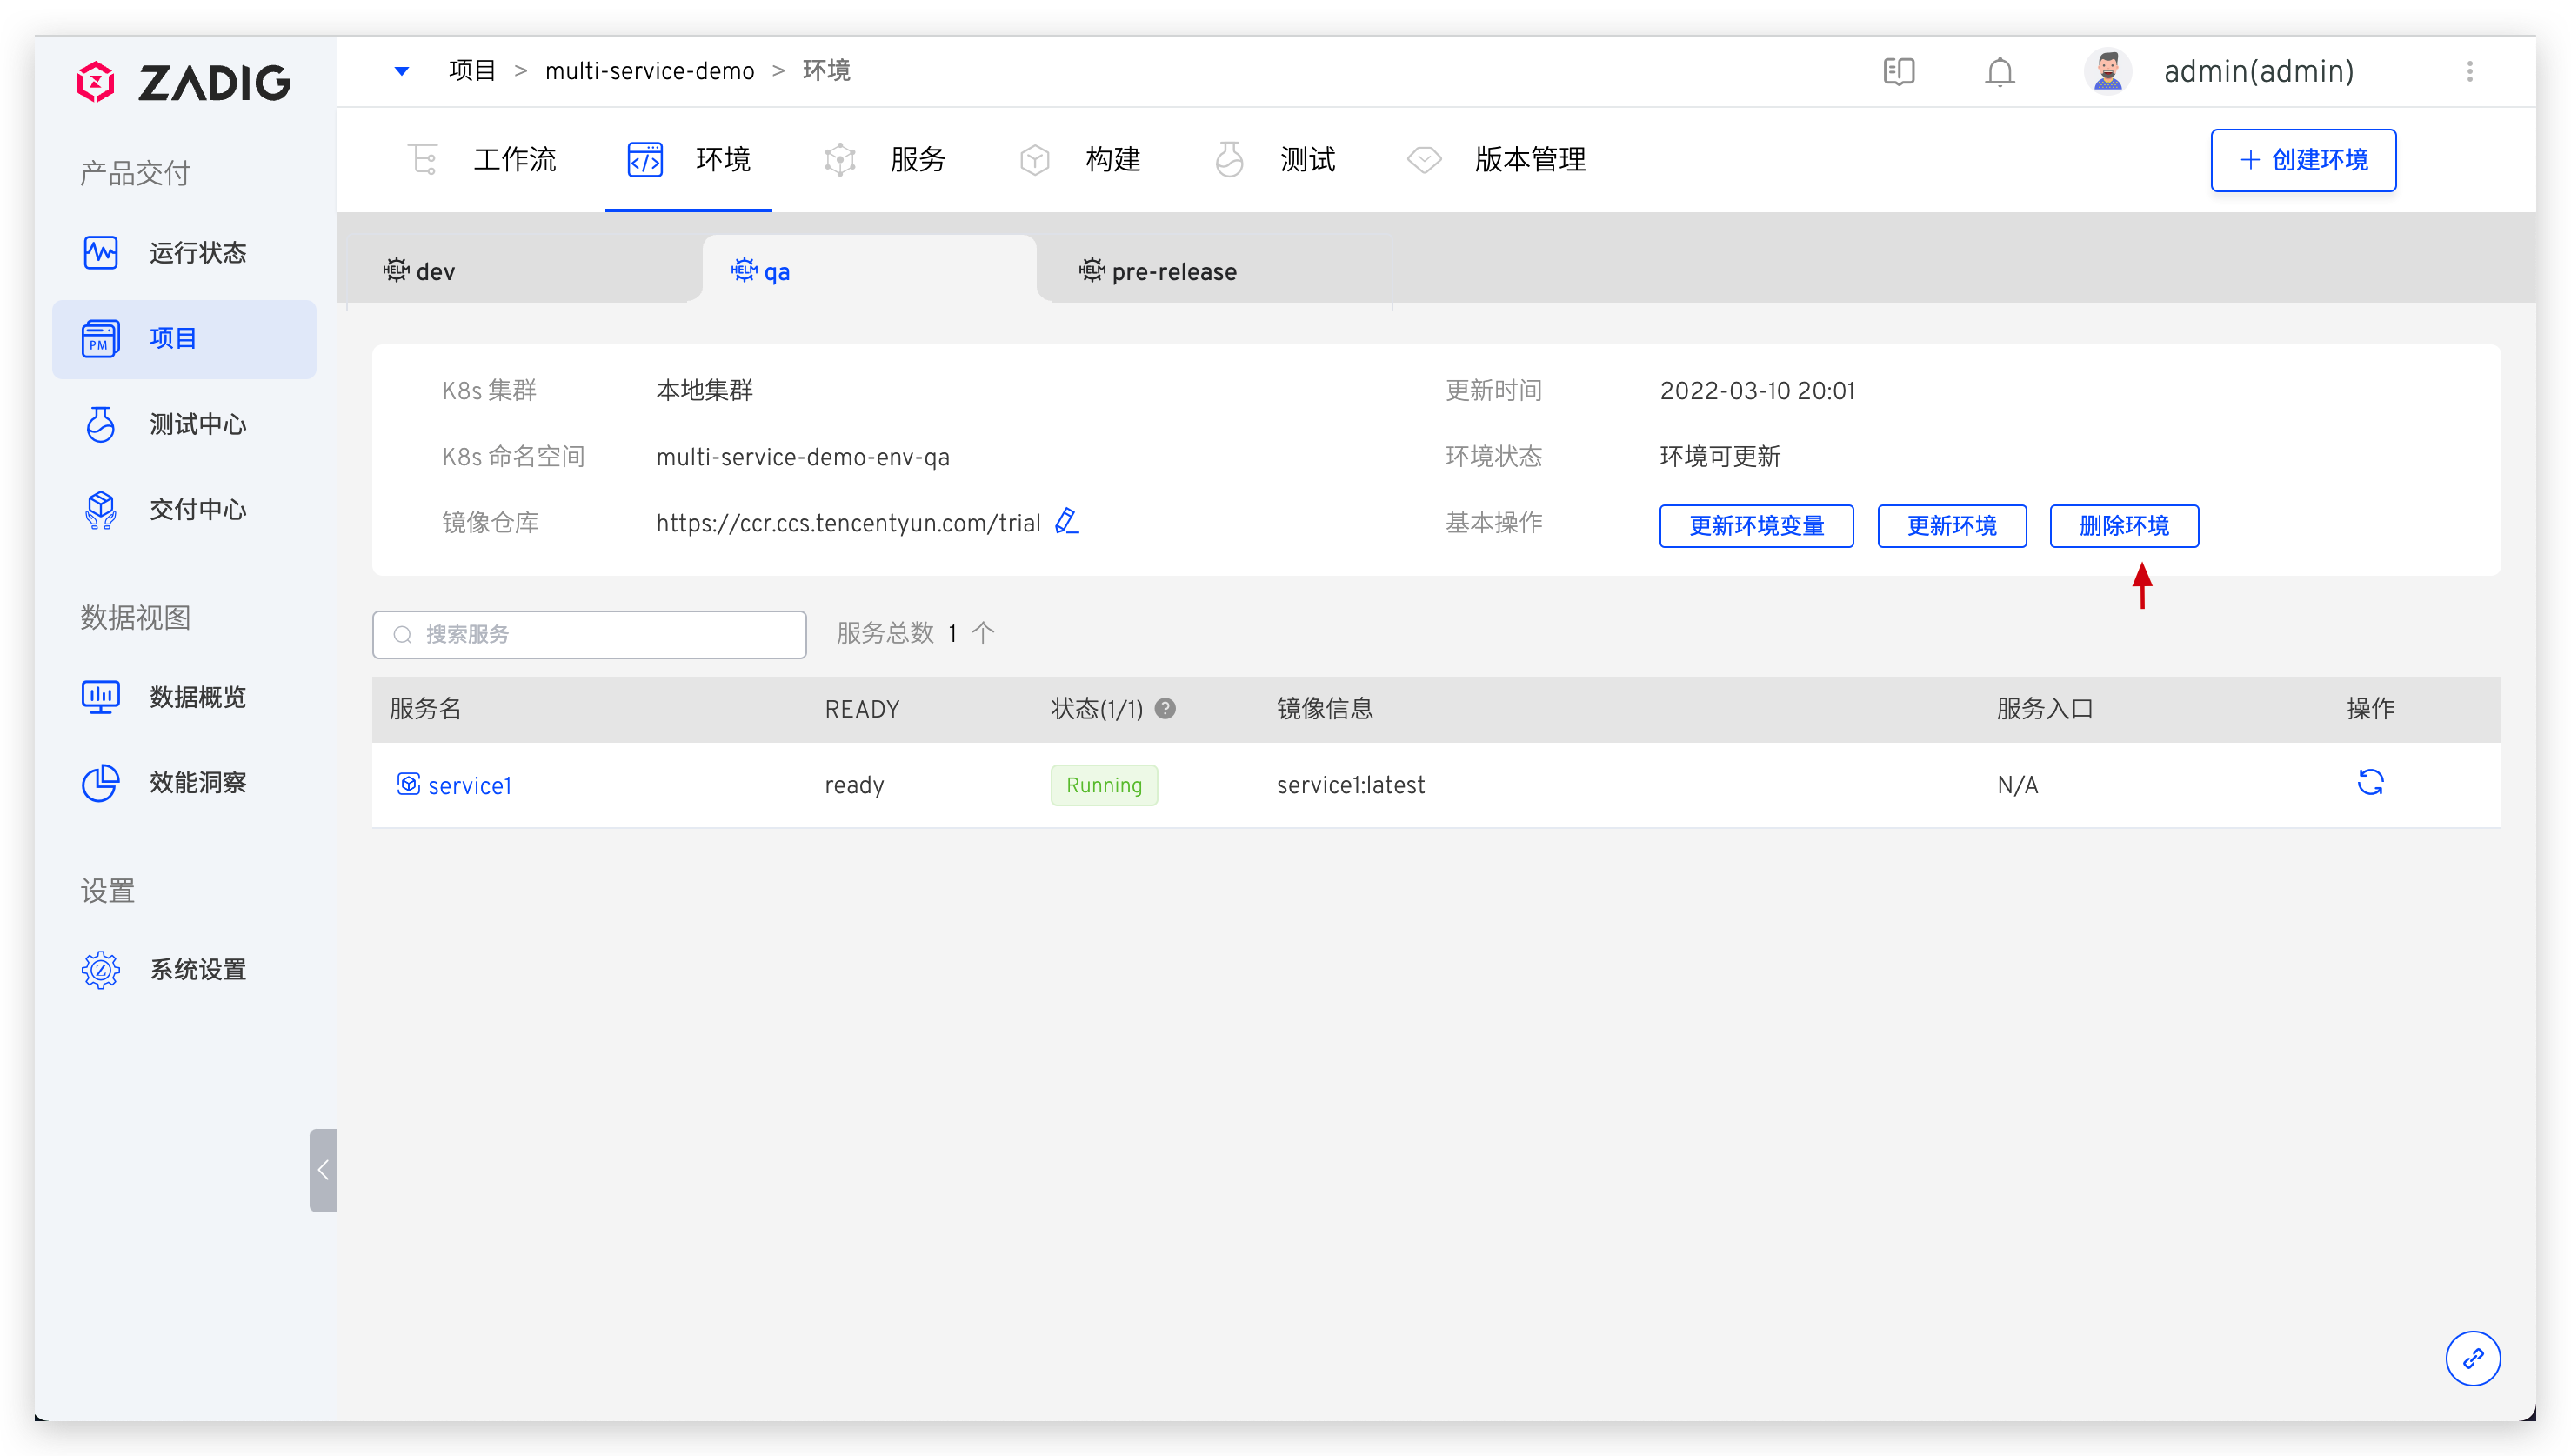 ZADIG
项目 > multi-service-demo > 环境
admin(admin)
工作流 环境 服务 构建 测试 版本管理
+ 创建环境
产品交付
运行状态
PM 项目
测试中心
交付中心
数据视图
数据概览
效能洞察
设置
Z 系统设置
HELM dev
HELM qa
HELM pre-release
K8s 集群 本地集群
更新时间 2022-03-10 20:01
K8s 命名空间 multi-service-demo-env-qa
环境状态 环境可更新
镜像仓库 https://ccr.ccs.tencentyun.com/trial
基本操作 更新环境变量 更新环境 删除环境
搜索服务 服务总数 1 个
服务名 READY 状态(1/1) ? 镜像信息 服务入口 操作
service1 ready Running service1:latest N/A